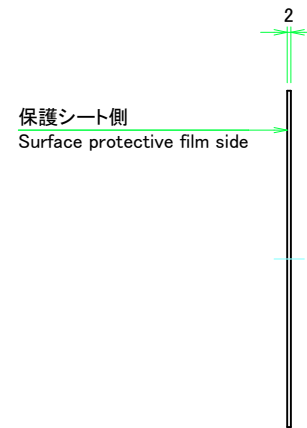 2
保護シート側
Surface protective film side